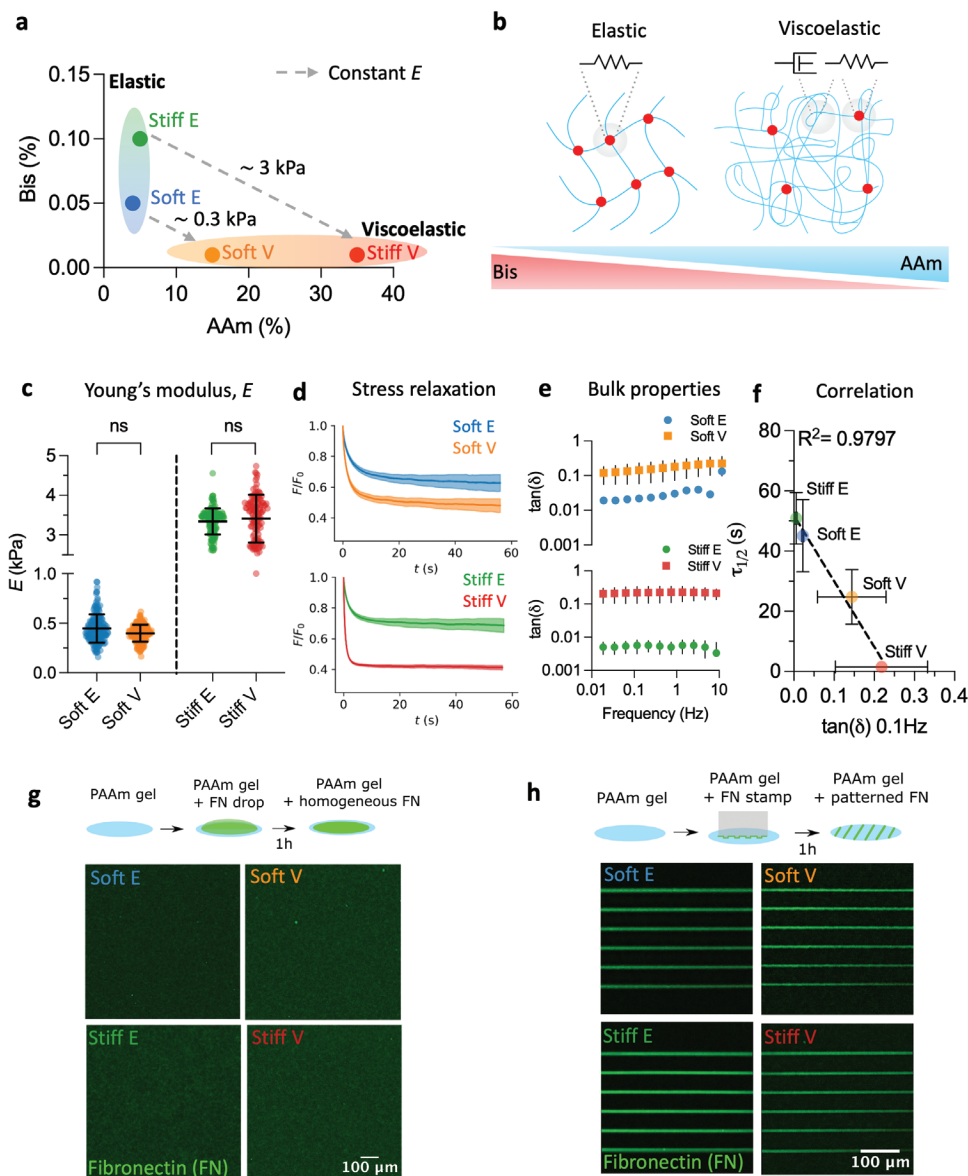 a
Elastic
Constant E
Stiff E
~ 3 kPa
Soft E
~ 0.3 kPa
Viscoelastic
Soft V
Stiff V
Bis (%)
0.15
0.10
0.05
0.00
0
10
20
30
40
AAm (%)
b
Elastic
Viscoelastic
AAm
Bis
c
Young's modulus, E
ns
ns
E (kPa)
5
4
3
1.0
0.5
0.0
Soft E
Soft V
Stiff E
Stiff V
d
Stress relaxation
Soft E
Soft V
F/F0
1.0
0.8
0.6
0.4
0
20
40
60
t (s)
Stiff E
Stiff V
F/F0
1.0
0.8
0.6
0.4
0
20
40
60
t (s)
e
Bulk properties
Soft E
Soft V
tan(δ)
1
0.1
0.01
0.001
Stiff E
Stiff V
tan(δ)
1
0.1
0.01
0.001
0.01
0.1
1
10
Frequency (Hz)
f
Correlation
R2= 0.9797
Stiff E
Soft E
Soft V
Stiff V
τ1/2 (s)
80
60
40
20
0
0.0
0.1
0.2
0.3
0.4
tan(δ) 0.1Hz
g
PAAm gel
PAAm gel
+ FN drop
PAAm gel
+ homogeneous FN
1h
Soft E
Soft V
Stiff E
Stiff V
Fibronectin (FN)
100 μm
h
PAAm gel
PAAm gel
+ FN stamp
PAAm gel
+ patterned FN
1h
Soft E
Soft V
Stiff E
Stiff V
Fibronectin (FN)
100 μm